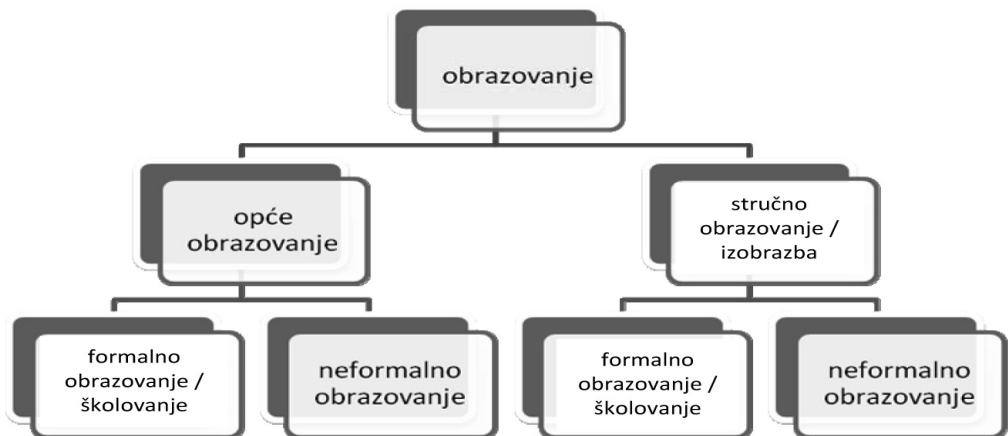 obrazovanje
opće
obrazovanje
stručno
obrazovanje /
izobrazba
formalno
obrazovanje /
školovanje
neformalno
obrazovanje
formalno
obrazovanje /
školovanje
neformalno
obrazovanje